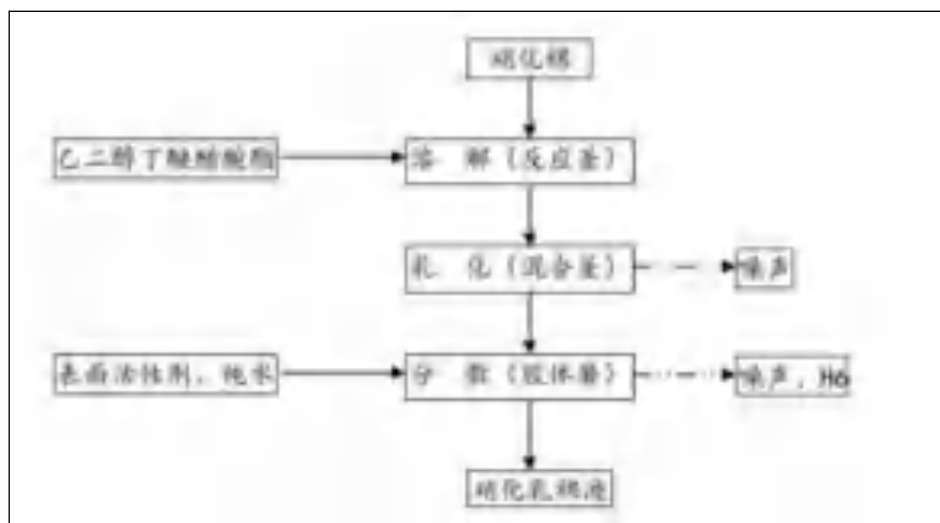 硝化棉
乙二醇丁醚醋酸酯
溶 解（反应釜）
乳 化（混合釜）
噪声
表面活性剂，纯水
分 散（胶体磨）
噪声，H6
硝化乳棉液